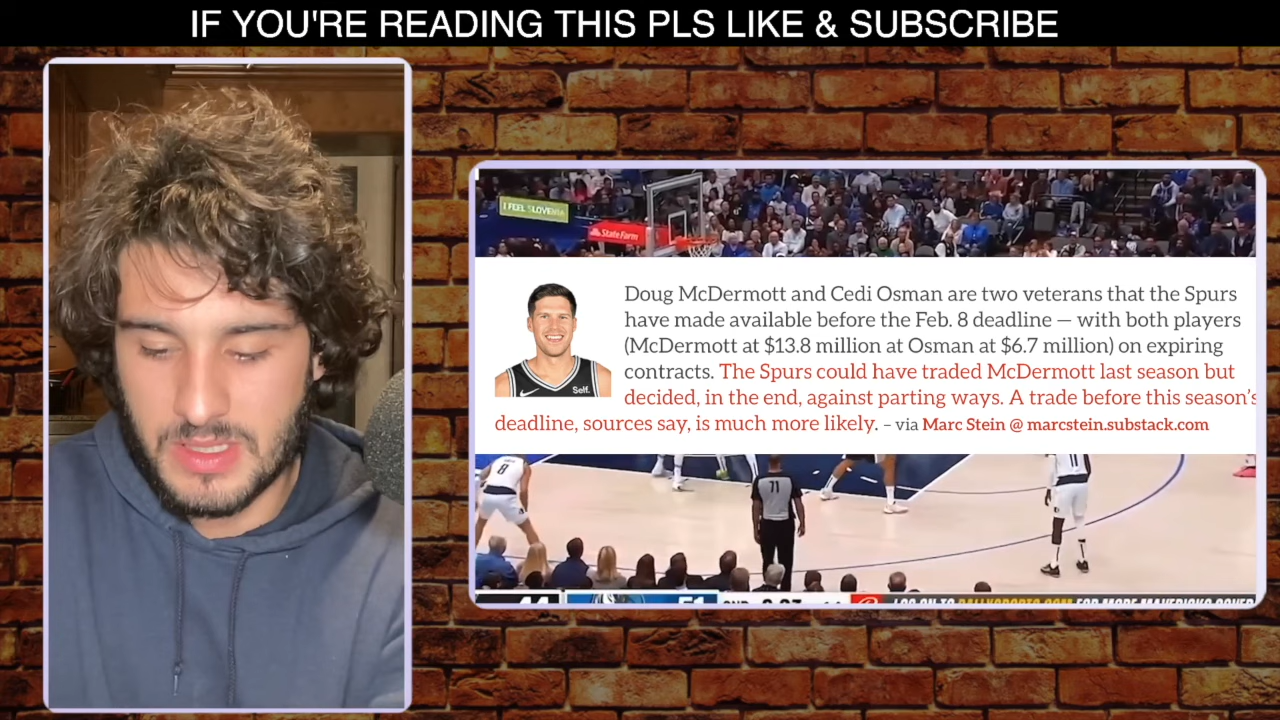 IF YOU'RE READING THIS PLS LIKE & SUBSCRIBE
I FEEL SLOVENIA
State Farm
Doug McDermott and Cedi Osman are two veterans that the Spurs
have made available before the Feb. 8 deadline — with both players
(McDermott at $13.8 million at Osman at $6.7 million) on expiring
contracts. The Spurs could have traded McDermott last season but
decided, in the end, against parting ways. A trade before this season's
deadline, sources say, is much more likely. – via Marc Stein @ marcstein.substack.com
Self.
8
71
11